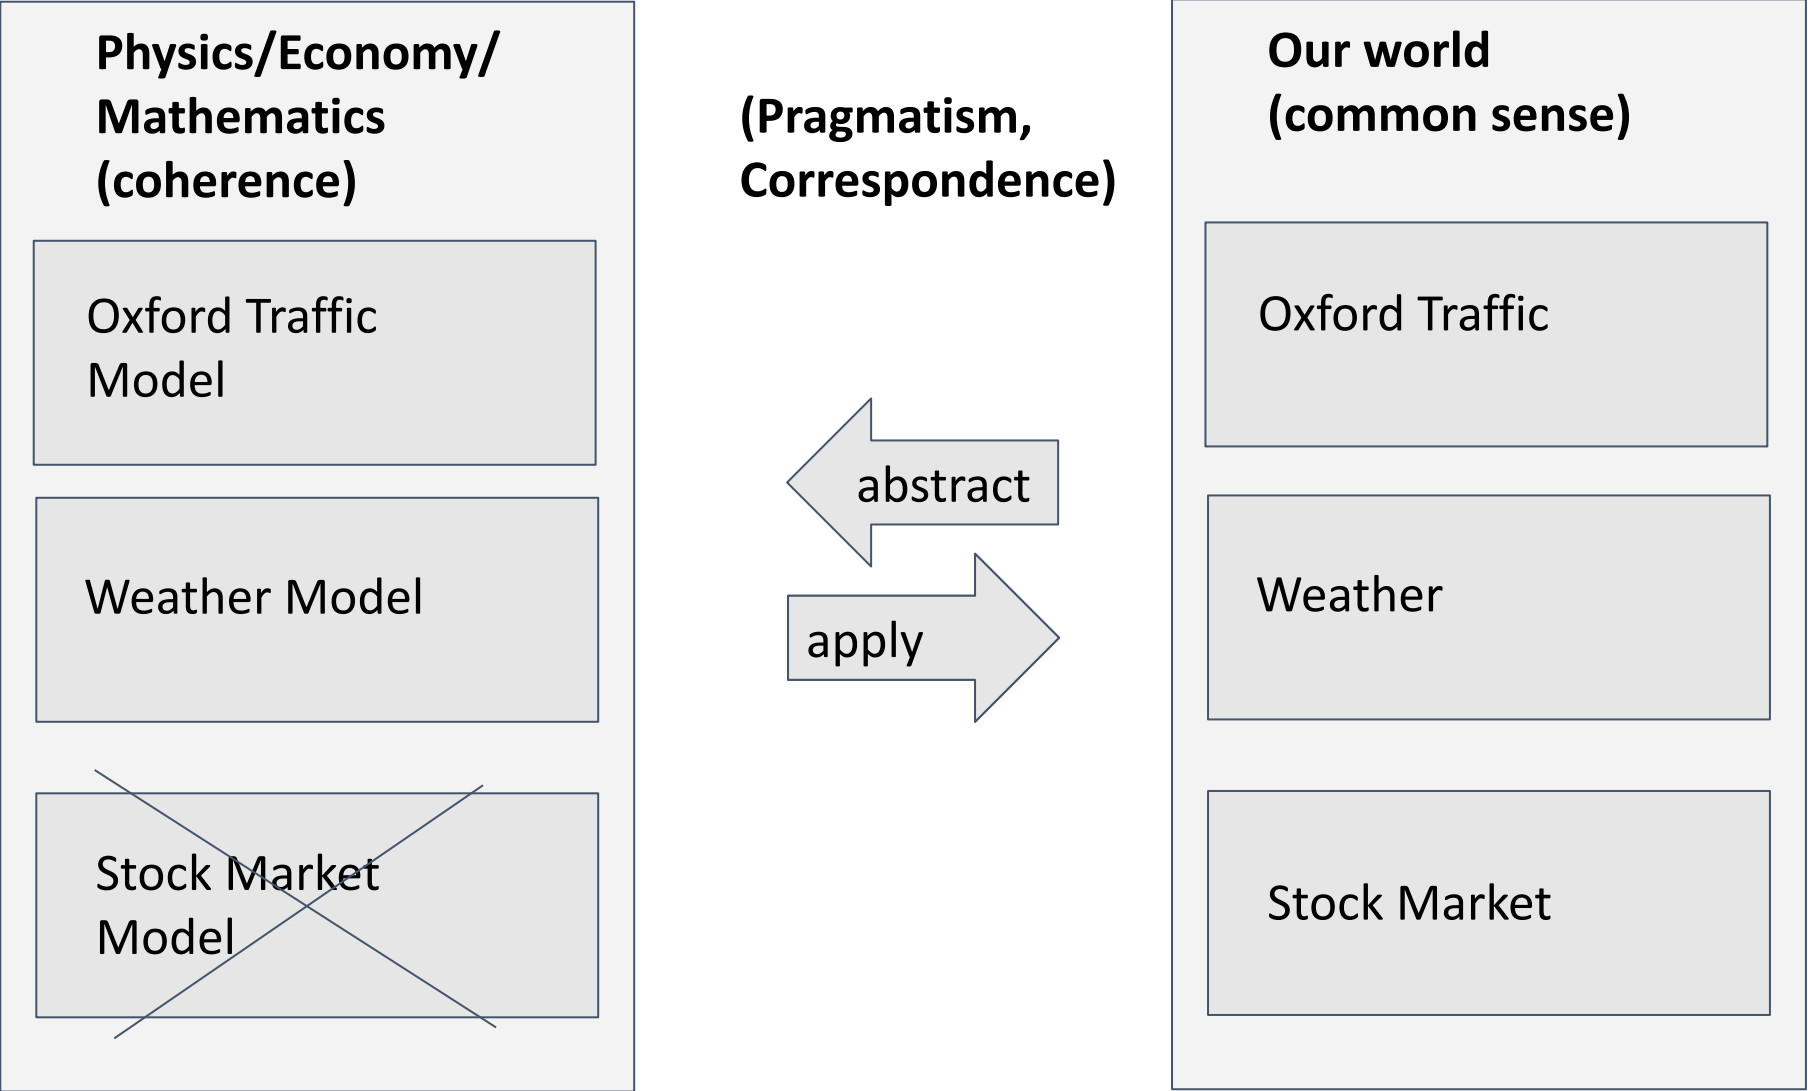 Physics/Economy/
Mathematics
(coherence)
Oxford Traffic
Model
Weather Model
Stock Market
Model
(Pragmatism,
Correspondence)
abstract
apply
Our world
(common sense)
Oxford Traffic
Weather
Stock Market